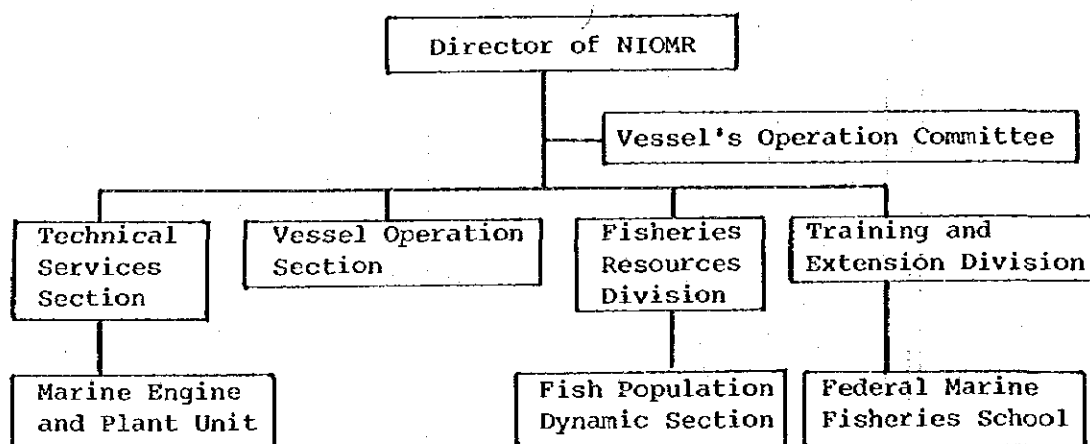 Director of NIOMR
Vessel's Operation Committee
Technical
Services
Section
Vessel Operation
Section
Fisheries
Resources
Division
Training and
Extension Division
Marine Engine
and Plant Unit
Fish Population
Dynamic Section
Federal Marine
Fisheries School